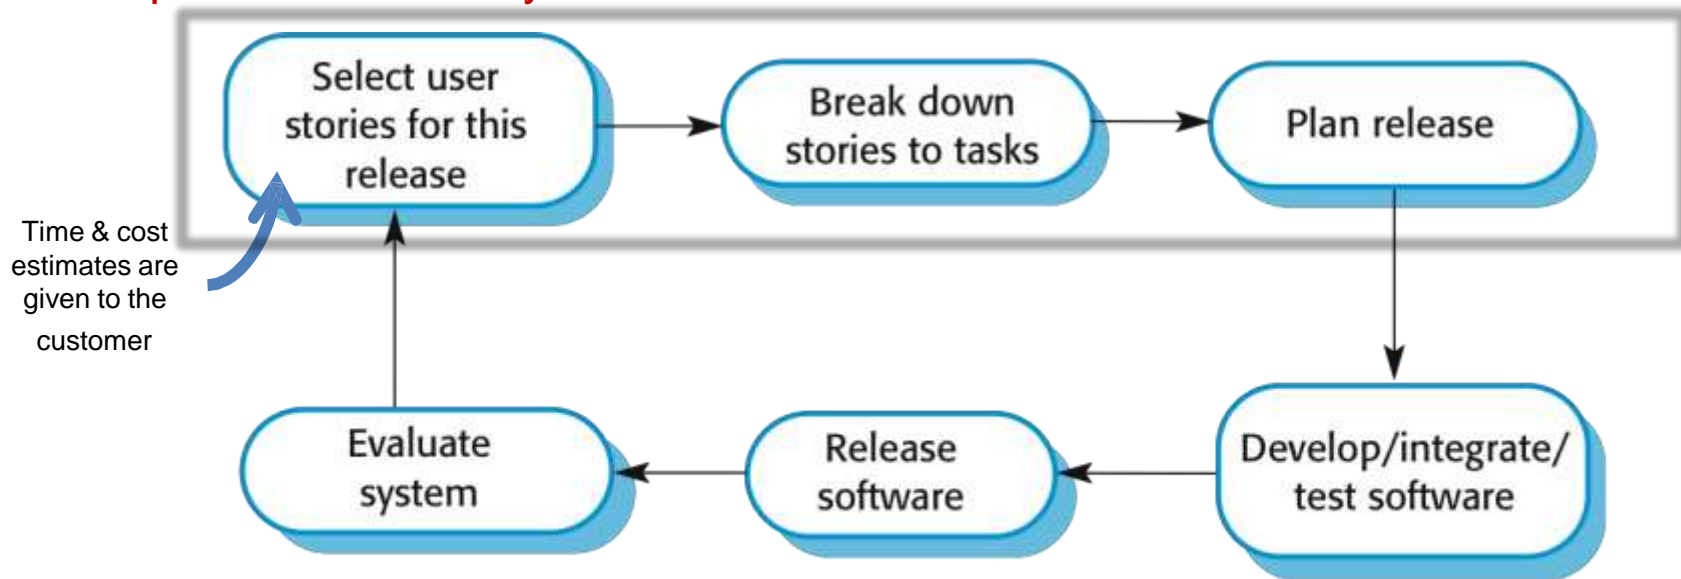 Select user
stories for this
release
Break down
stories to tasks
Plan release
Time & cost
estimates are
given to the
customer
Evaluate
system
Release
software
Develop/integrate/
test software